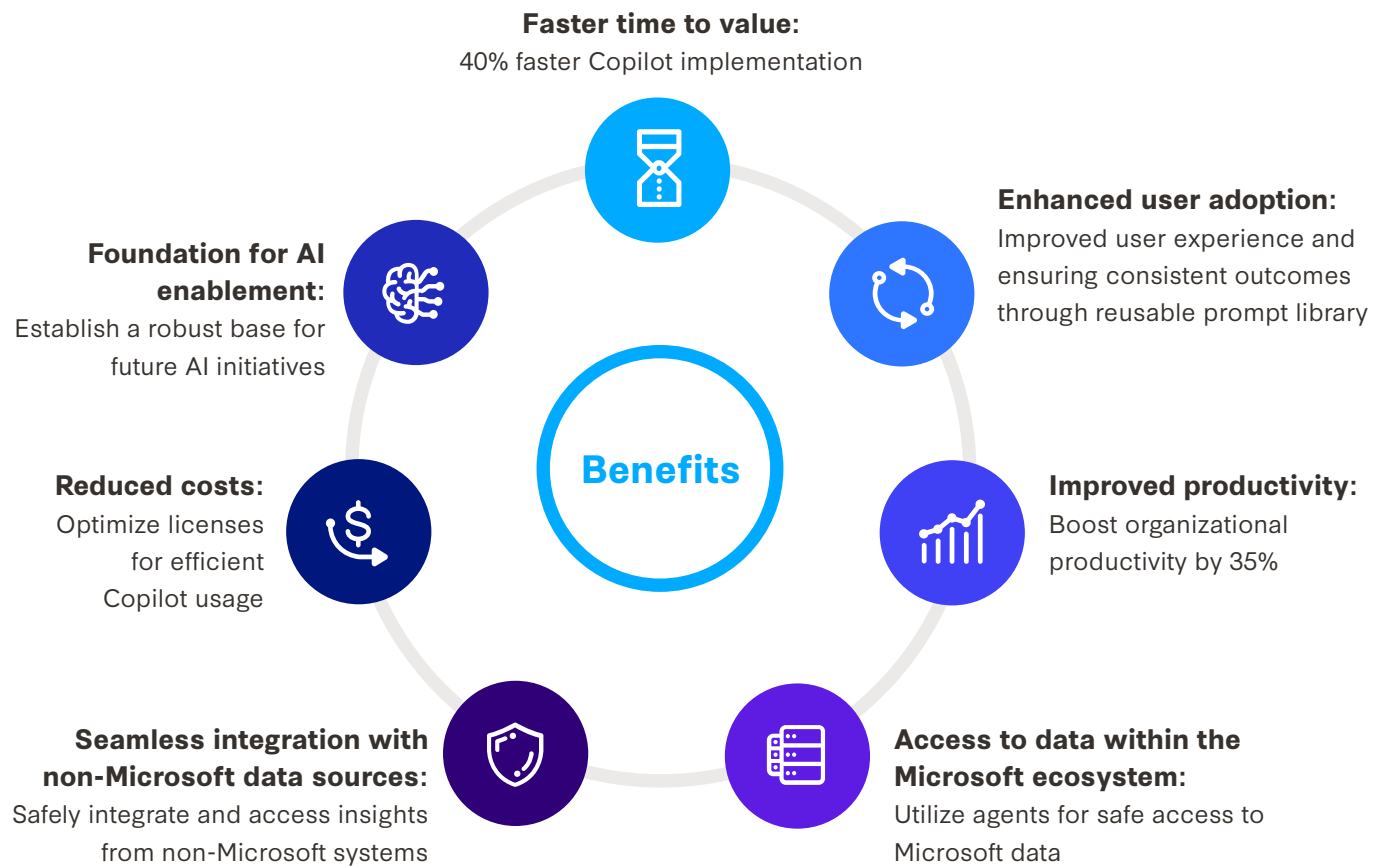 Faster time to value:
40% faster Copilot implementation
Enhanced user adoption:
Improved user experience and
ensuring consistent outcomes
through reusable prompt library
Improved productivity:
Boost organizational
productivity by 35%
Access to data within the
Microsoft ecosystem:
Utilize agents for safe access to
Microsoft data
Seamless integration with
non-Microsoft data sources:
Safely integrate and access insights
from non-Microsoft systems
Reduced costs:
Optimize licenses
for efficient
Copilot usage
Foundation for AI
enablement:
Establish a robust base for
future AI initiatives
Benefits